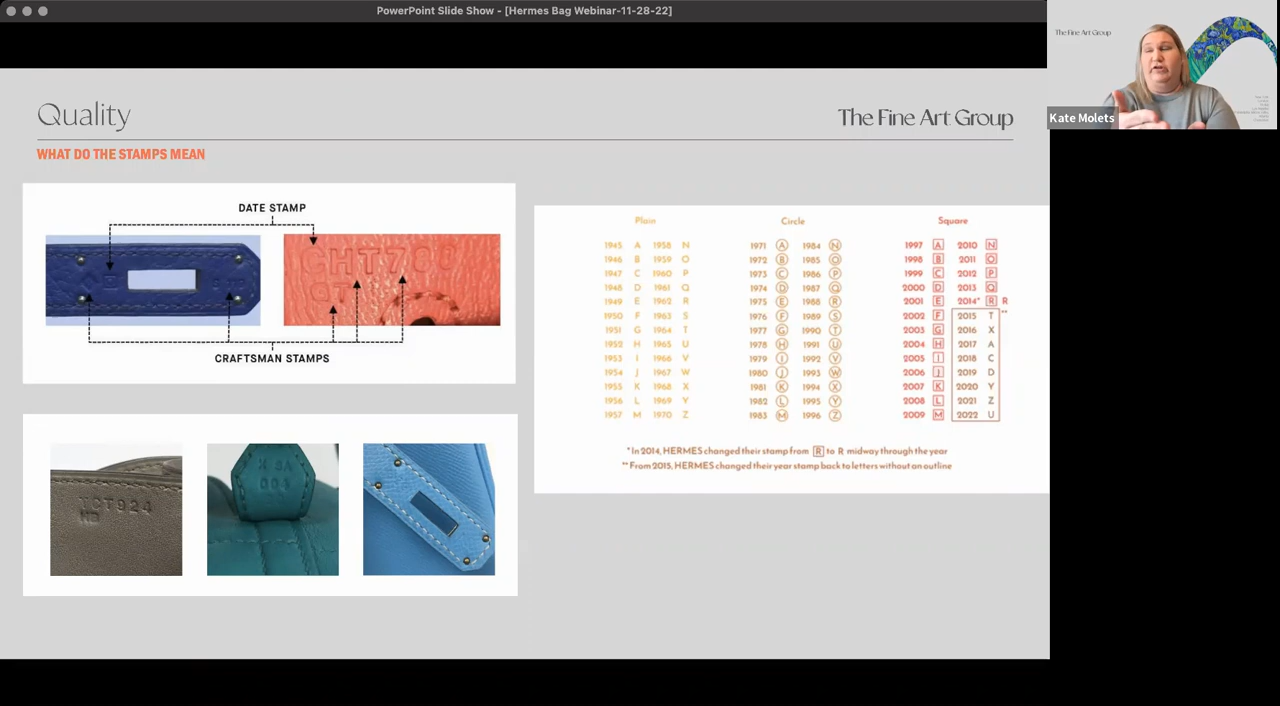 PowerPoint Slide Show - [Hermes Bag Webinar-11-28-22]
The Fine Art Group
Kate Molets
Quality
The Fine Art Group
WHAT DO THE STAMPS MEAN
DATE STAMP
CHT780
CRAFTSMAN STAMPS
CT924
Plain Circle Square
1945 A 1958 N 1971 A 1984 N 1997 A 2010 N
1946 B 1959 O 1972 B 1985 O 1998 B 2011 O
1947 C 1960 P 1973 C 1986 P 1999 C 2012 P
1948 D 1961 Q 1974 D 1987 Q 2000 D 2013 Q
1949 E 1962 R 1975 E 1988 R 2001 E 2014* R R
1950 F 1963 S 1976 F 1989 S 2002 F 2015 T **
1951 G 1964 T 1977 G 1990 T 2003 G 2016 X
1952 H 1965 U 1978 H 1991 U 2004 H 2017 A
1953 I 1966 V 1979 I 1992 V 2005 I 2018 C
1954 J 1967 W 1980 J 1993 W 2006 J 2019 D
1955 K 1968 X 1981 K 1994 X 2007 K 2020 Y
1956 L 1969 Y 1982 L 1995 Y 2008 L 2021 Z
1957 M 1970 Z 1983 M 1996 Z 2009 M 2022 U
* In 2014, HERMES changed their stamp from R to R midway through the year
** From 2015, HERMES changed their year stamp back to letters without an outline